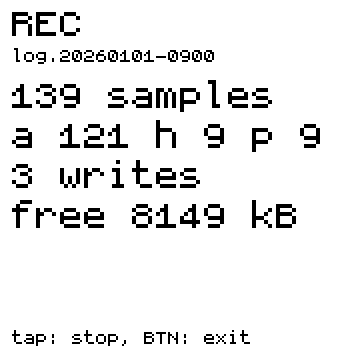 REC
log.20260101-0900
139 samples
a 121 h 9 p 9
3 writes
free 8149 kB
tap: stop, BTN: exit